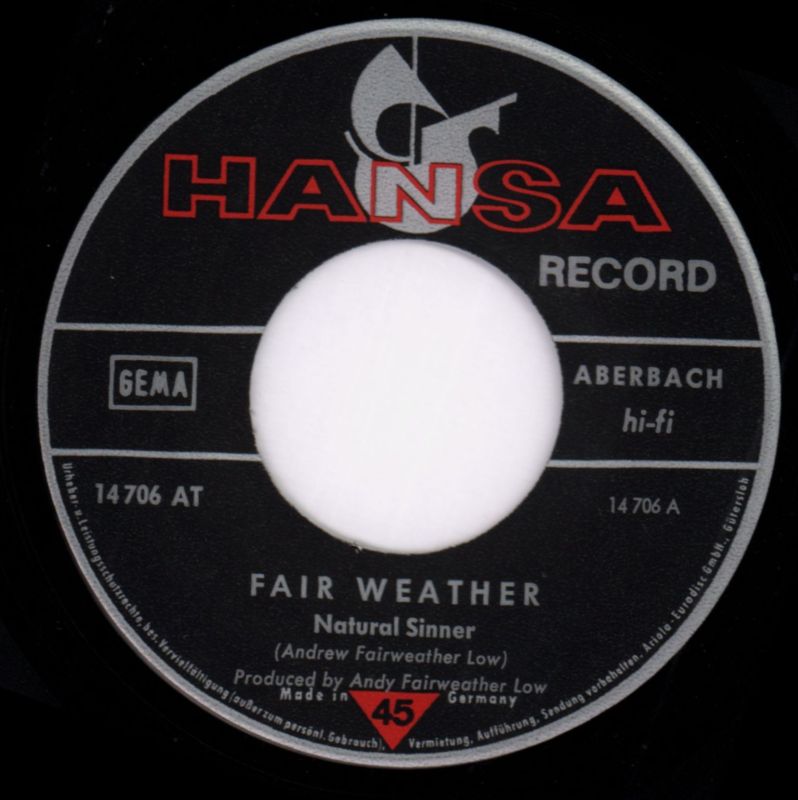 HANSA
RECORD
GEMA
ABERBACH
hi-fi
14 706 AT
14 706 A
FAIR WEATHER
Natural Sinner
(Andrew Fairweather Low)
Produced by Andy Fairweather Low
Made in Germany
45
Urheber- u. Leistungsschutzrechte, bes. Vervielfältigung (außer zum persönl. Gebrauch), Vermietung, Aufführung, Sendung vorbehalten. Ariola-Eurodisc GmbH., Gütersloh